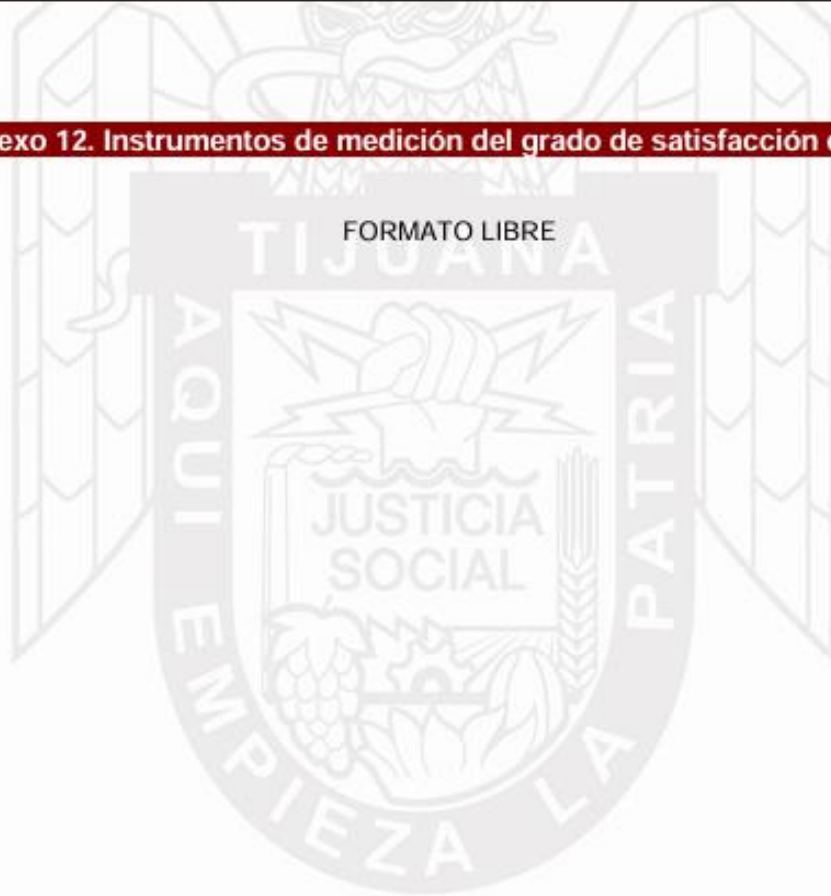 exo 12. Instrumentos de medición del grado de satisfacción
FORMATO LIBRE
TIJUANA
AQUI EMPIEZA LA PATRIA
JUSTICIA
SOCIAL